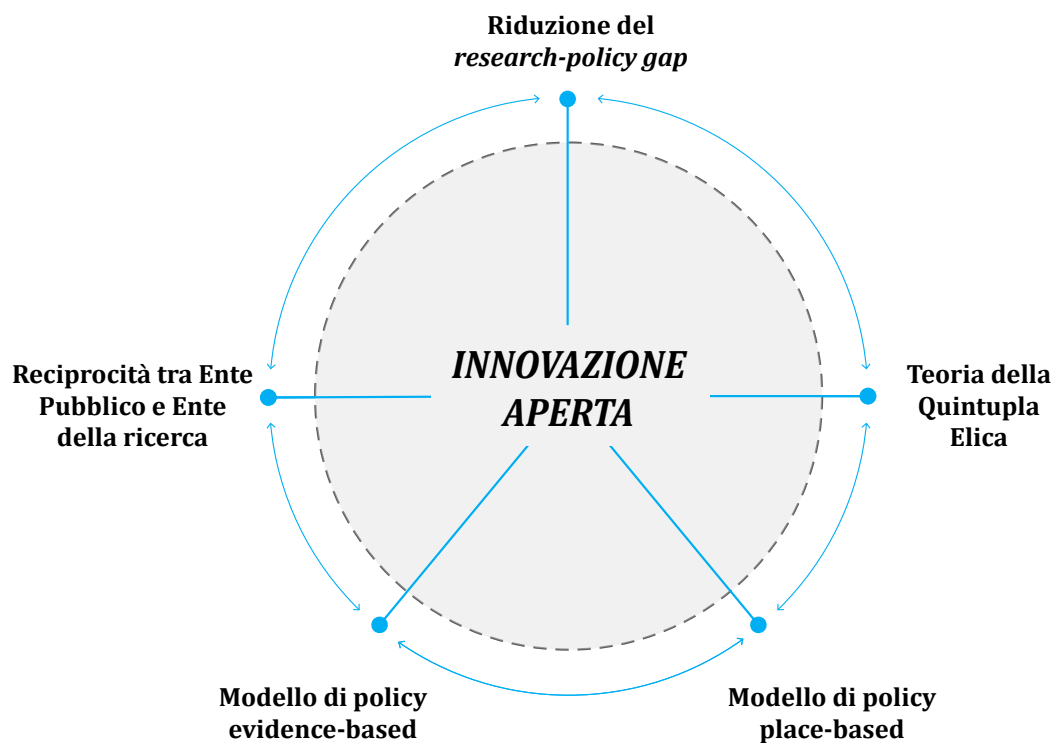 Riduzione del
research-policy gap
INNOVAZIONE
APERTA
Reciprocità tra Ente
Pubblico e Ente
della ricerca
Teoria della
Quintupla
Elica
Modello di policy
evidence-based
Modello di policy
place-based